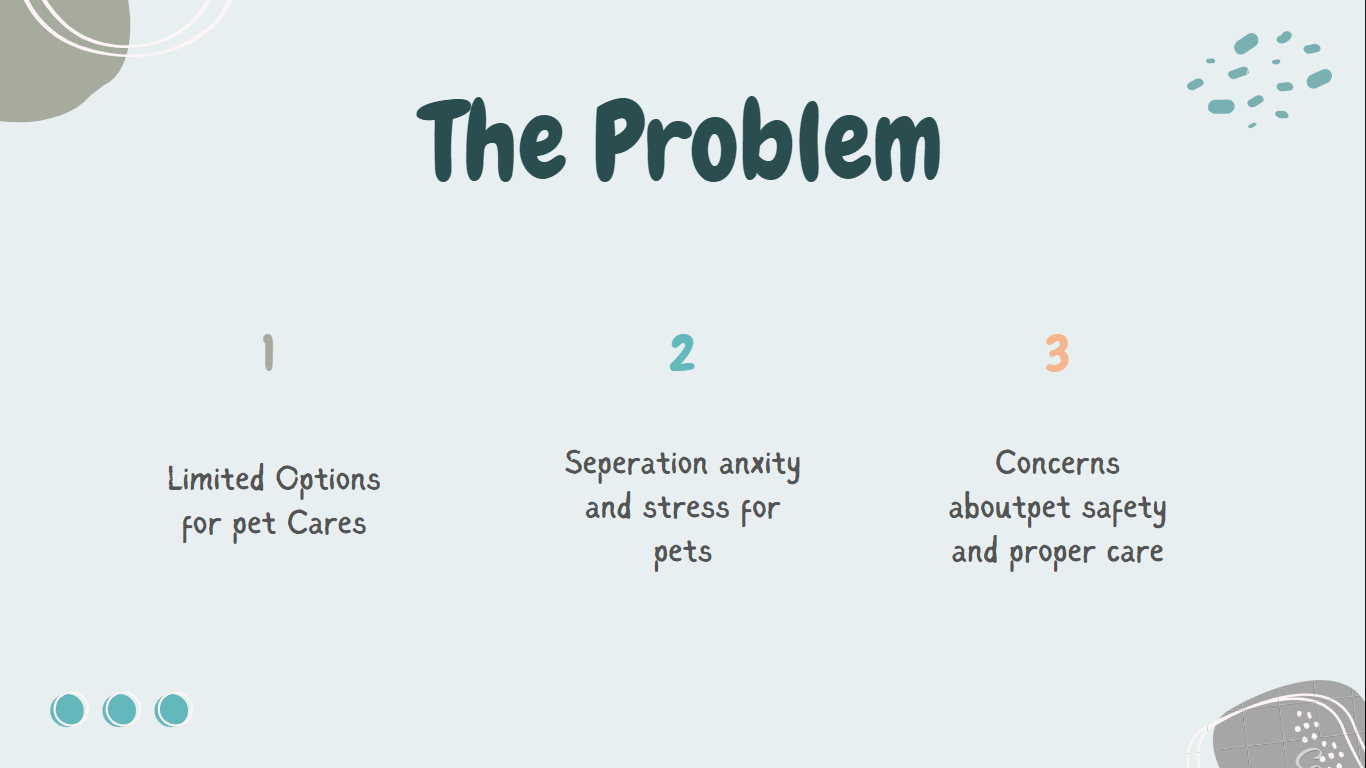 The Problem
1
Limited Options
for pet Cares
2
Seperation anxity
and stress for
pets
3
Concerns
aboutpet safety
and proper care